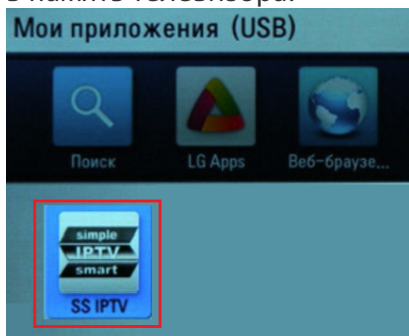 Мои приложения (USB)
Поиск
LG Apps
Веб-браузе...
simple
IPTV
smart
SS IPTV